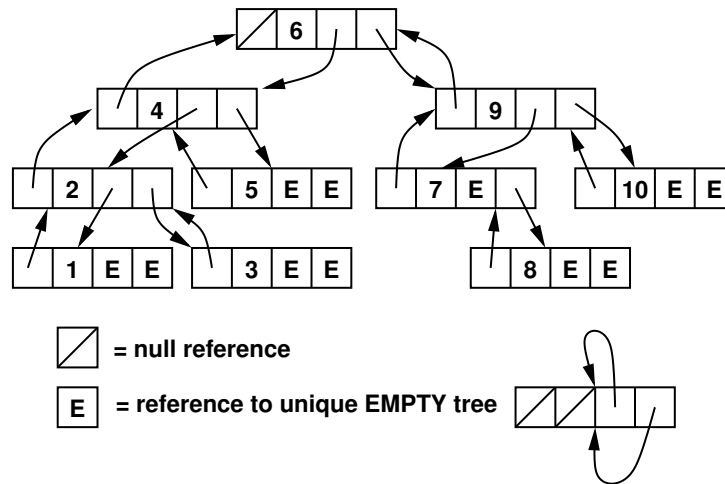 6
4
9
2
5 E E
7 E
10 E E
1 E E
3 E E
8 E E
= null reference
E = reference to unique EMPTY tree